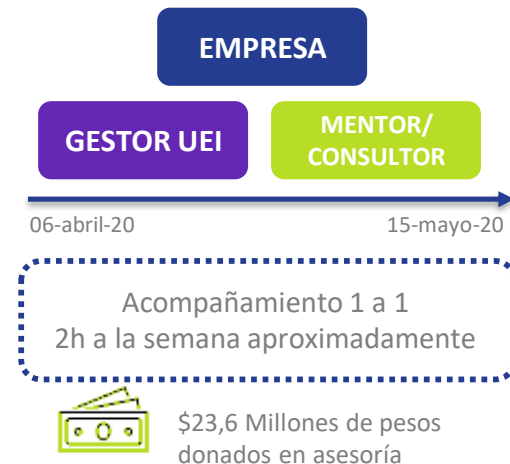 EMPRESA
GESTOR UEI
MENTOR/
CONSULTOR
06-abril-20
15-mayo-20
Acompañamiento 1 a 1
2h a la semana aproximadamente
$23,6 Millones de pesos
donados en asesoría